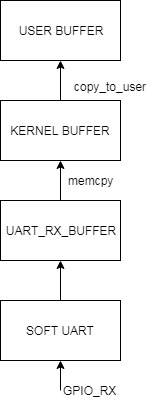 USER BUFFER
copy_to_user
KERNEL BUFFER
memcpy
UART_RX_BUFFER
SOFT UART
GPIO_RX